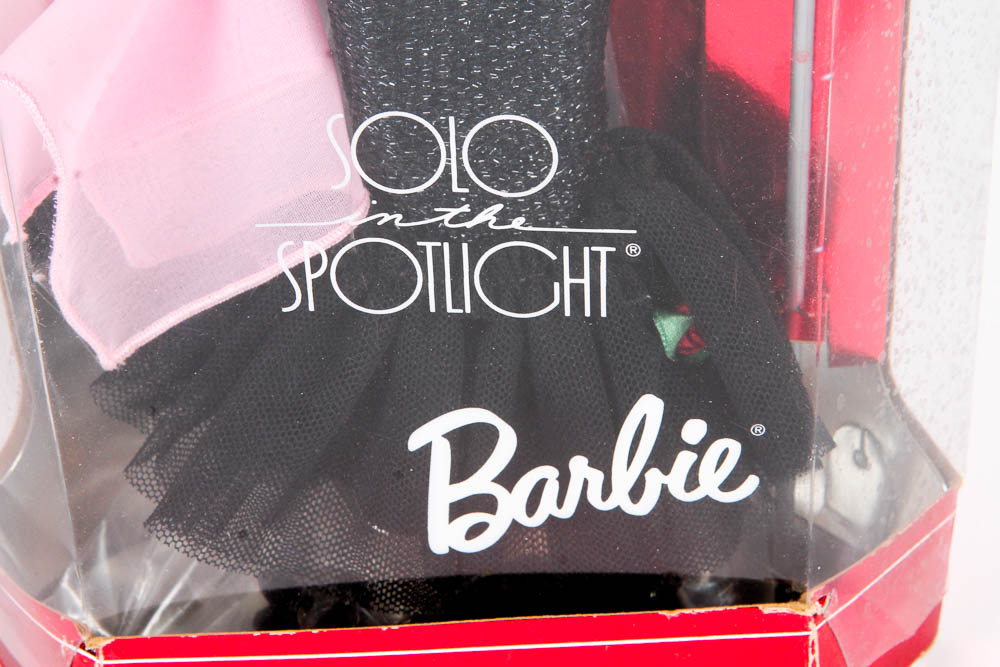 SOLO
in the
SPOTLIGHT®
Barbie®